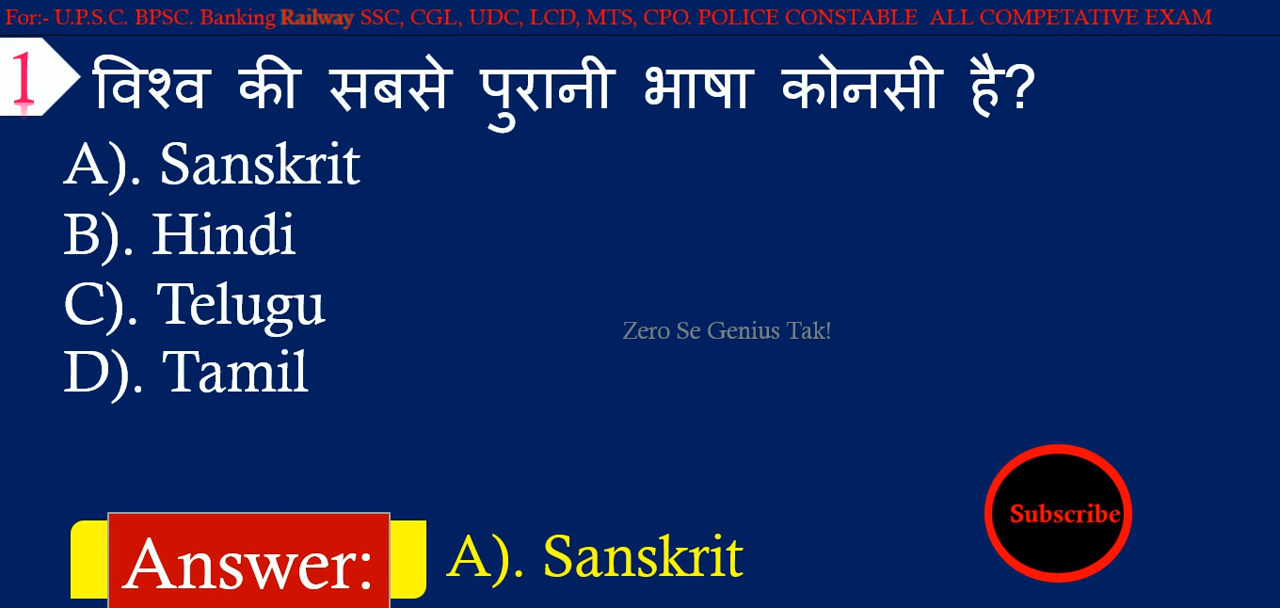 For:- U.P.S.C. BPSC. Banking Railway SSC, CGL, UDC, LCD, MTS, CPO. POLICE CONSTABLE ALL COMPETATIVE EXAM
1 विश्व की सबसे पुरानी भाषा कोनसी है?
A). Sanskrit
B). Hindi
C). Telugu
Zero Se Genius Tak!
D). Tamil
Subscribe
Answer: A). Sanskrit